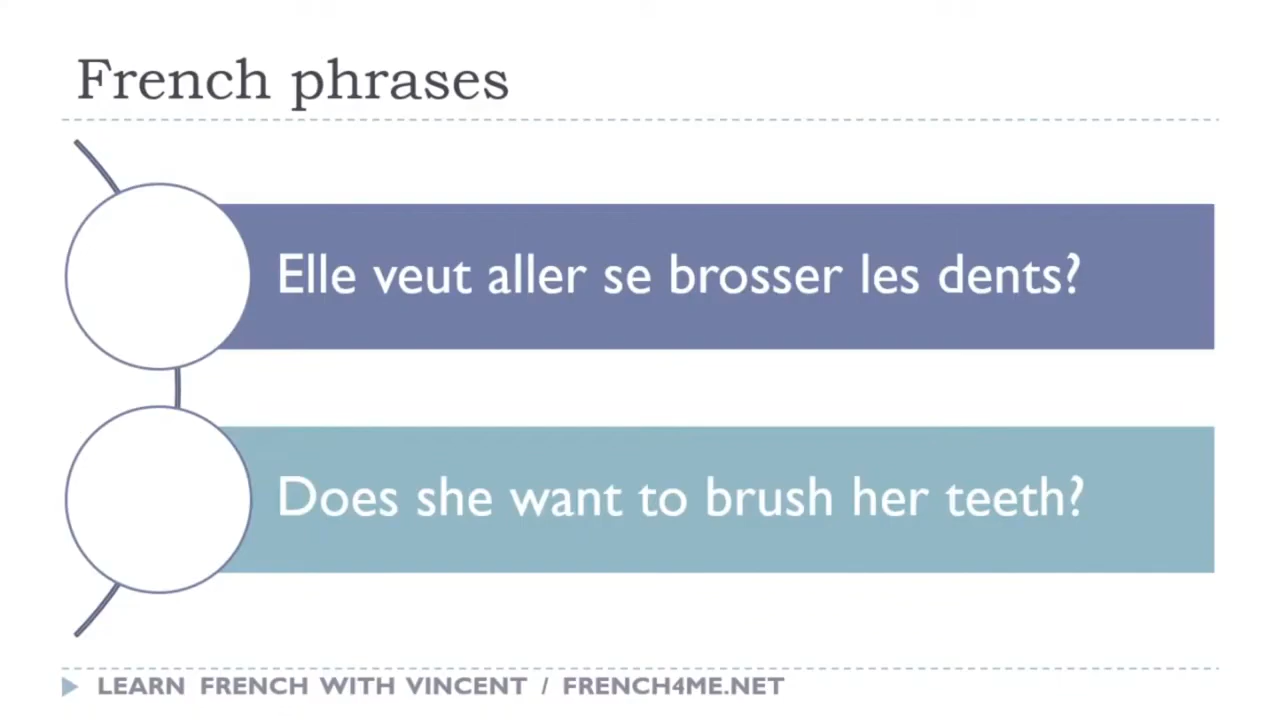 French phrases
Elle veut aller se brosser les dents?
Does she want to brush her teeth?
LEARN FRENCH WITH VINCENT / FRENCH4ME.NET